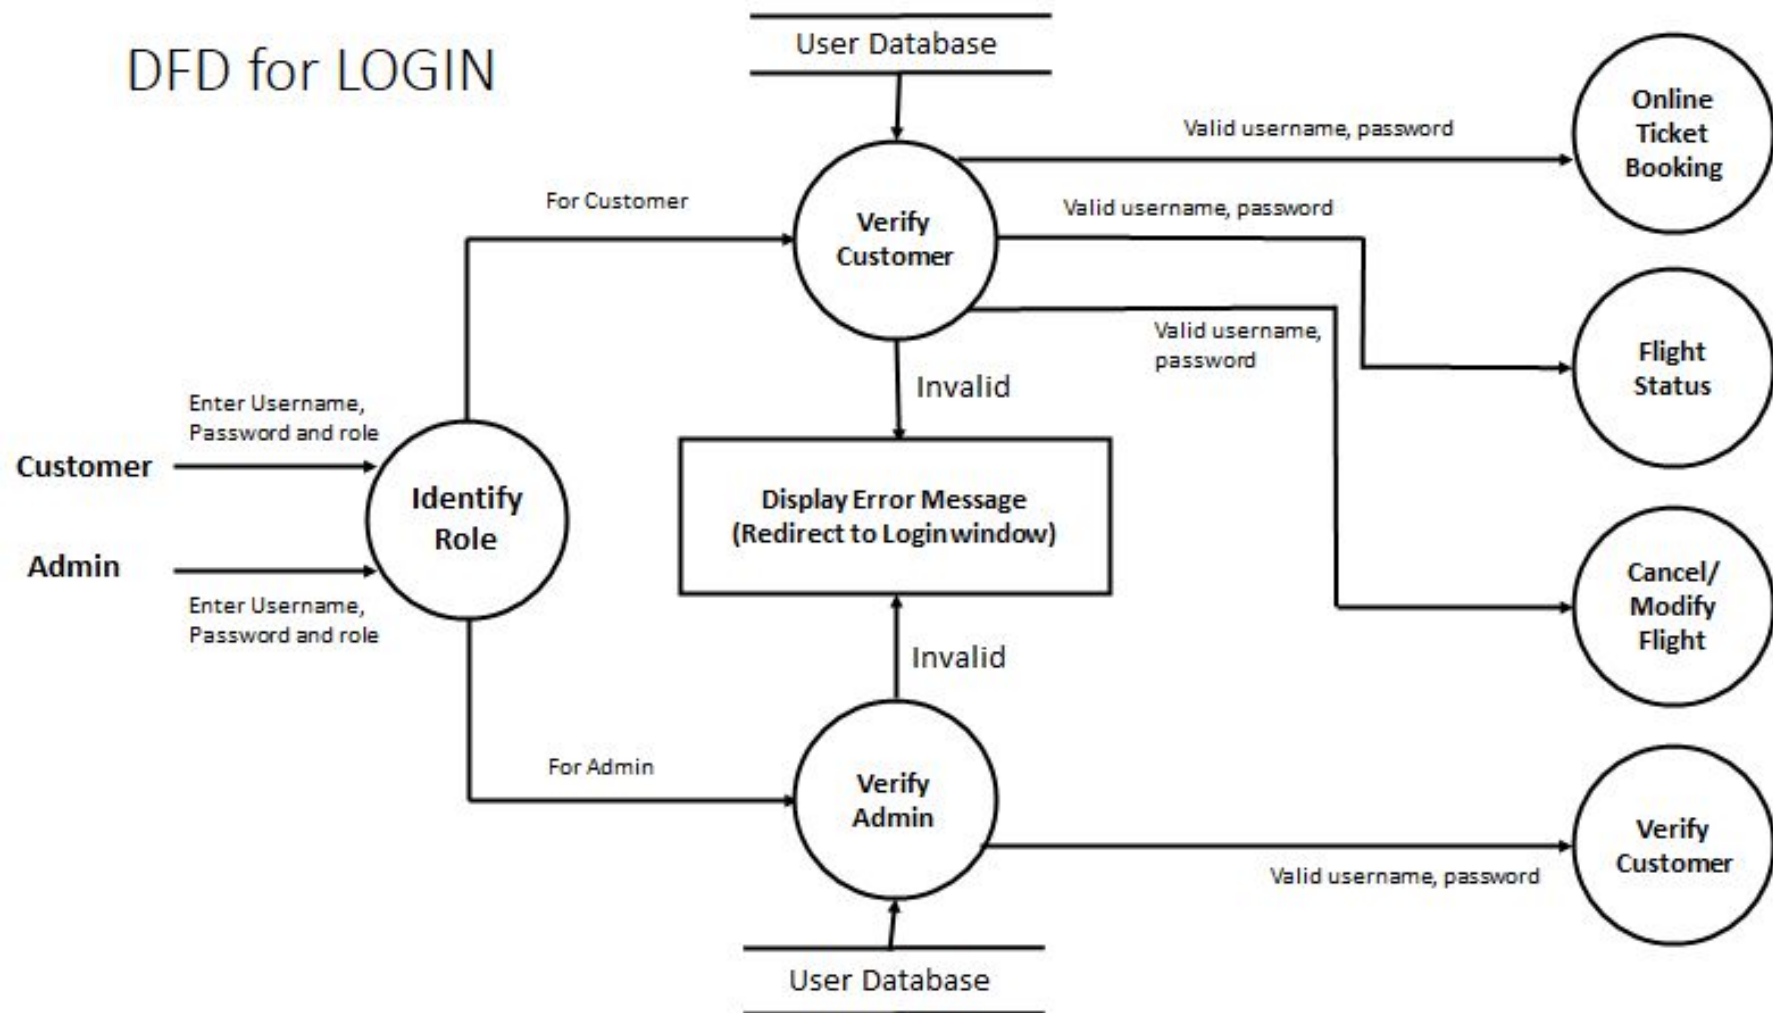 DFD for LOGIN
User Database
Online
Ticket
Booking
Valid username, password
For Customer
Verify
Customer
Valid username, password
Valid username,
password
Flight
Status
Invalid
Enter Username,
Password and role
Customer
Identify
Role
Display Error Message
(Redirect to Login window)
Admin
Enter Username,
Password and role
Cancel/
Modify
Flight
Invalid
For Admin
Verify
Admin
Verify
Customer
Valid username, password
User Database